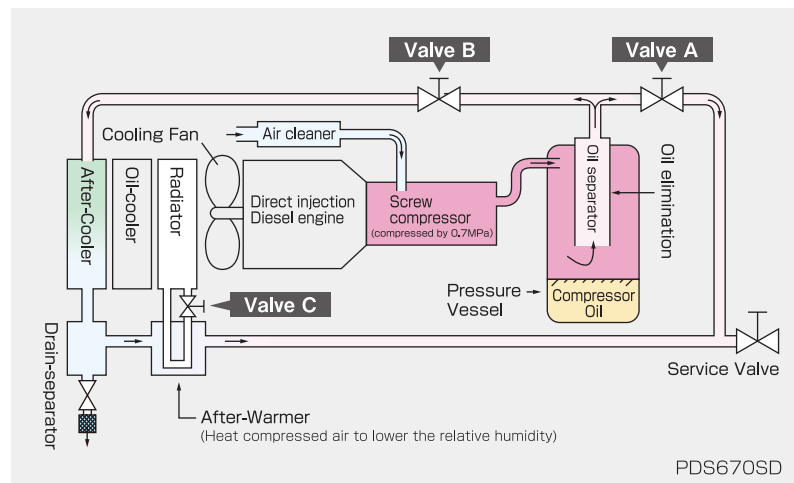 Valve B
Valve A
Cooling Fan
Air cleaner
After-Cooler
Oil-cooler
Radiator
Direct injection
Diesel engine
Screw
compressor
(compressed by 0.7MPa)
Oil separator
Oil elimination
Pressure
Vessel
Compressor
Oil
Valve C
Drain-separator
Service Valve
After-Warmer
(Heat compressed air to lower the relative humidity)
PDS670SD